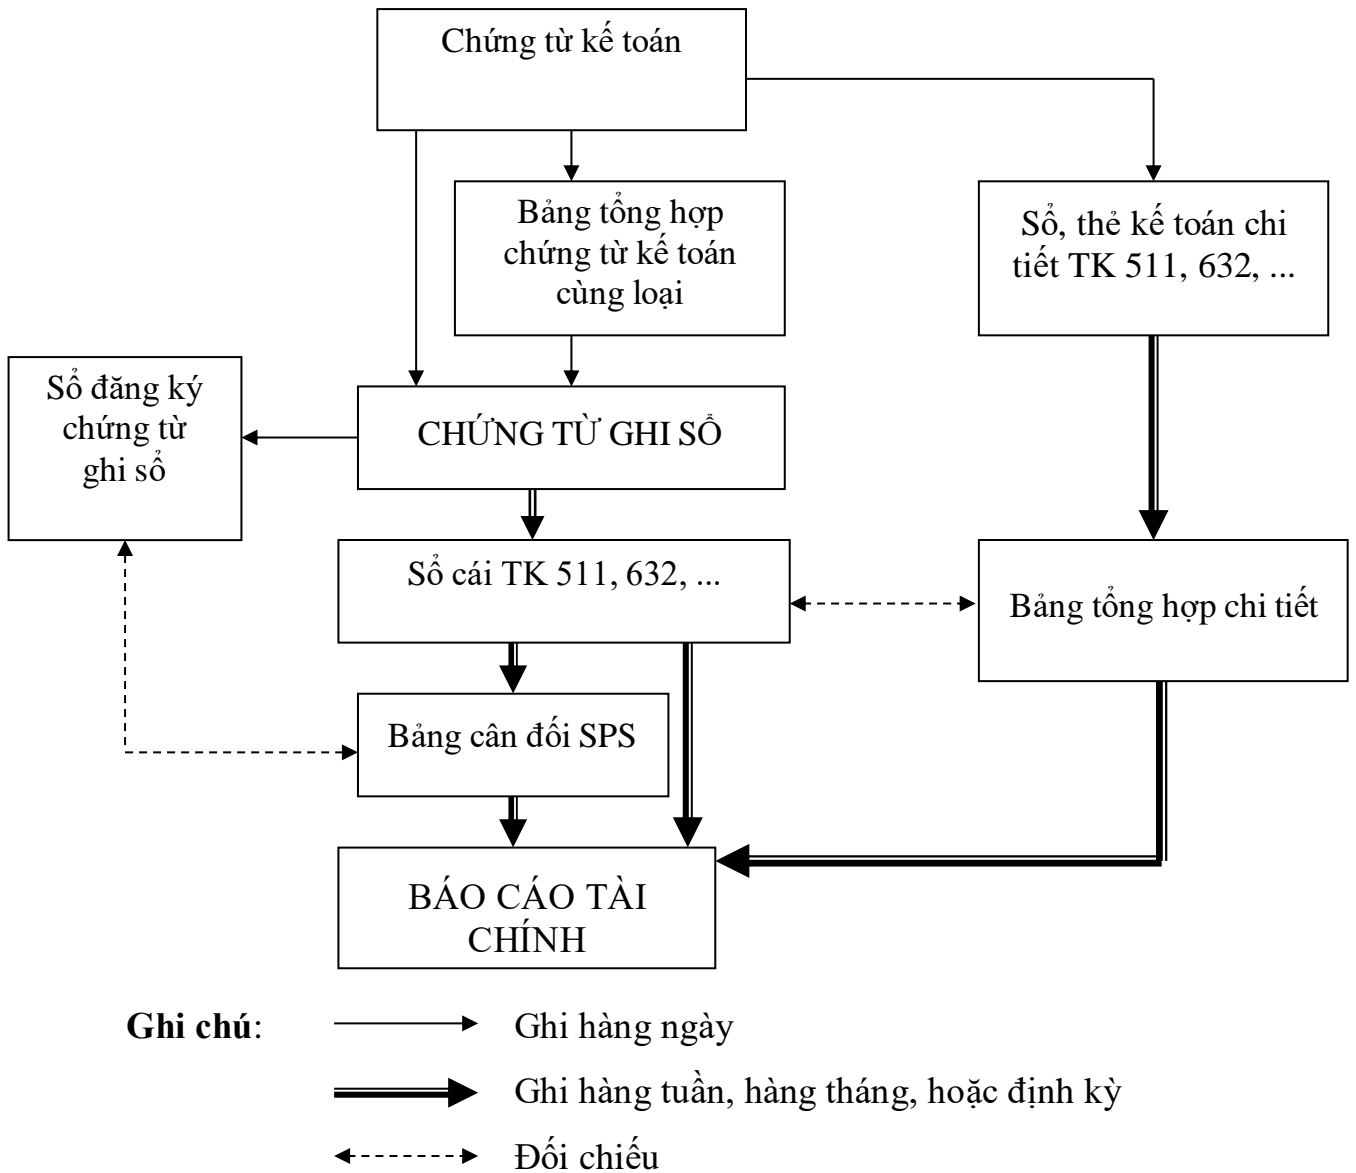 Chứng từ kế toán
Bảng tổng hợp
chứng từ kế toán
cùng loại
Sổ, thẻ kế toán chi
tiết TK 511, 632, ...
Sổ đăng ký
chứng từ
ghi sổ
CHỨNG TỪ GHI SỔ
Sổ cái TK 511, 632, ...
Bảng tổng hợp chi tiết
Bảng cân đối SPS
BÁO CÁO TÀI
CHÍNH
Ghi chú:
Ghi hàng ngày
Ghi hàng tuần, hàng tháng, hoặc định kỳ
Đối chiếu